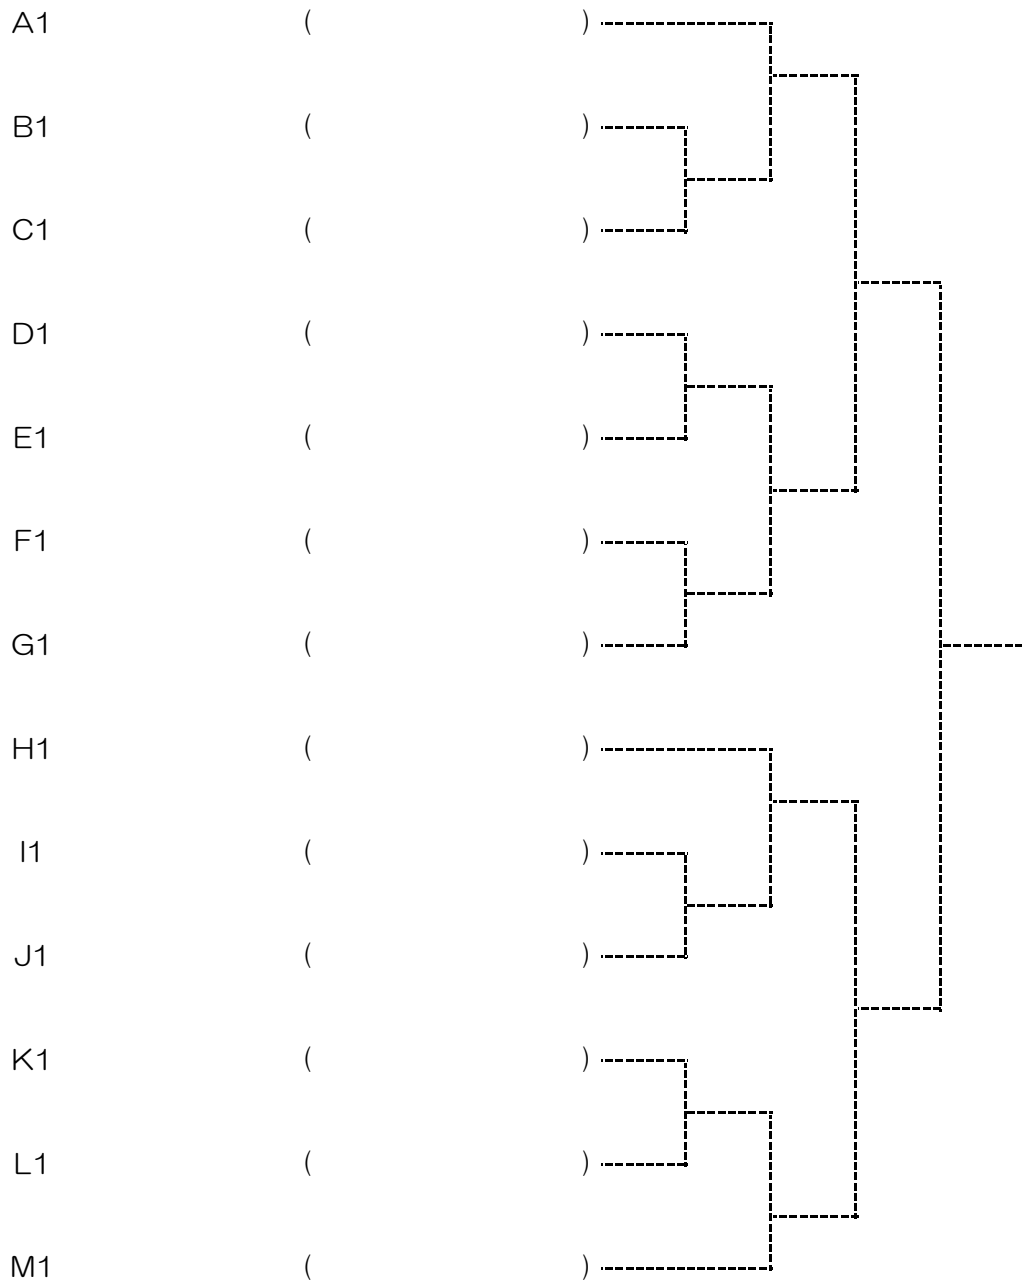 A1 ( )
B1 ( )
C1 ( )
D1 ( )
E1 ( )
F1 ( )
G1 ( )
H1 ( )
I1 ( )
J1 ( )
K1 ( )
L1 ( )
M1 ( )